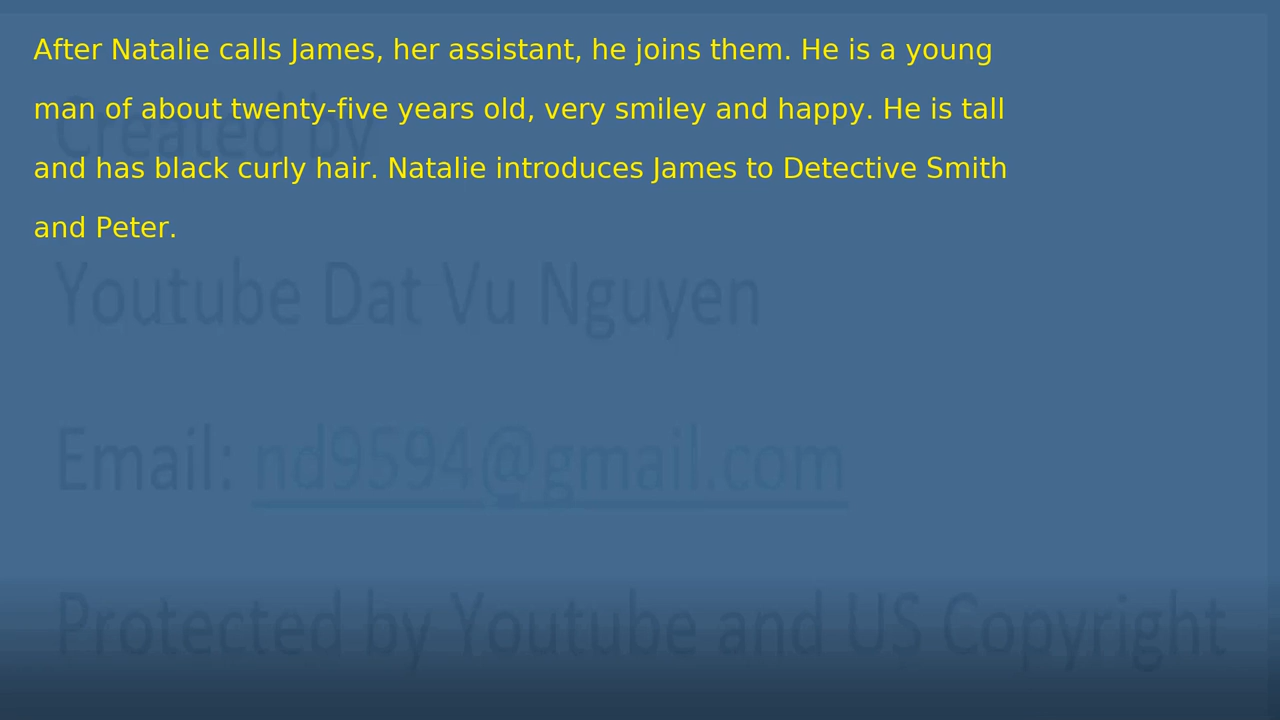 After Natalie calls James, her assistant, he joins them. He is a young
man of about twenty-five years old, very smiley and happy. He is tall
Created by
and has black curly hair. Natalie introduces James to Detective Smith
and Peter.
Youtube Dat Vu Nguyen
Email: nd9594@gmail.com
Protected by Youtube and US Copyright